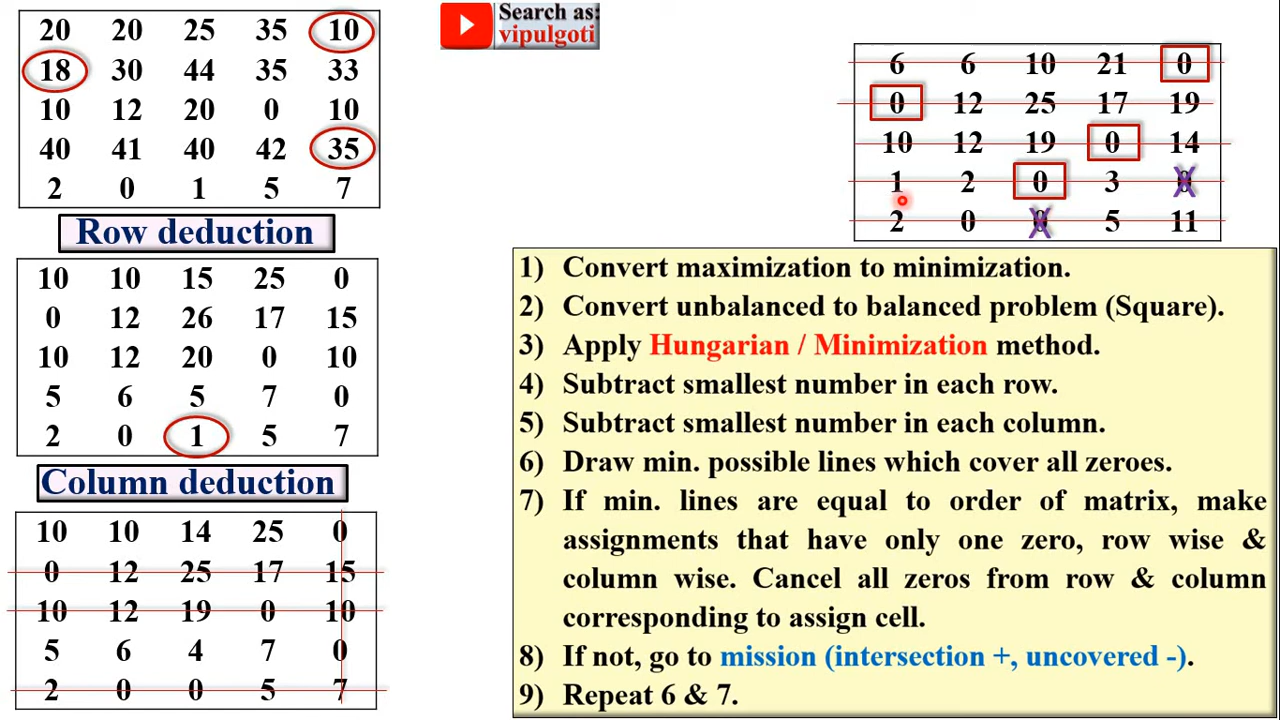 20 20 25 35 10
18 30 44 35 33
10 12 20 0 10
40 41 40 42 35
2 0 1 5 7
Row deduction
10 10 15 25 0
0 12 26 17 15
10 12 20 0 10
5 6 5 7 0
2 0 1 5 7
Column deduction
10 10 14 25 0
0 12 25 17 15
10 12 19 0 10
5 6 4 7 0
2 0 0 5 7
Search as:
vipulgoti
6 6 10 21 0
0 12 25 17 19
10 12 19 0 14
1 2 0 3 0
2 0 0 5 11
1) Convert maximization to minimization.
2) Convert unbalanced to balanced problem (Square).
3) Apply Hungarian / Minimization method.
4) Subtract smallest number in each row.
5) Subtract smallest number in each column.
6) Draw min. possible lines which cover all zeroes.
7) If min. lines are equal to order of matrix, make
assignments that have only one zero, row wise &
column wise. Cancel all zeros from row & column
corresponding to assign cell.
8) If not, go to mission (intersection +, uncovered -).
9) Repeat 6 & 7.